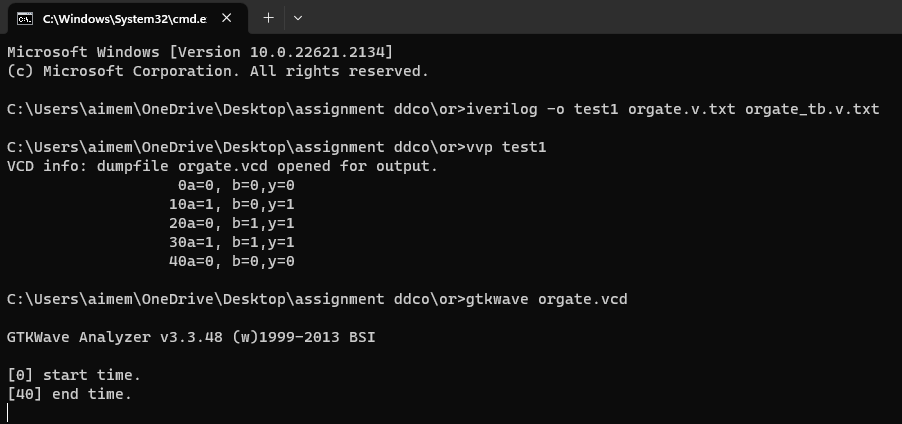 C:\Windows\System32\cmd.e
Microsoft Windows [Version 10.0.22621.2134]
(c) Microsoft Corporation. All rights reserved.
C:\Users\aimem\OneDrive\Desktop\assignment ddco\or>iverilog -o test1 orgate.v.txt orgate_tb.v.txt
C:\Users\aimem\OneDrive\Desktop\assignment ddco\or>vvp test1
VCD info: dumpfile orgate.vcd opened for output.
0a=0, b=0,y=0
10a=1, b=0,y=1
20a=0, b=1,y=1
30a=1, b=1,y=1
40a=0, b=0,y=0
C:\Users\aimem\OneDrive\Desktop\assignment ddco\or>gtkwave orgate.vcd
GTKWave Analyzer v3.3.48 (w)1999-2013 BSI
[0] start time.
[40] end time.